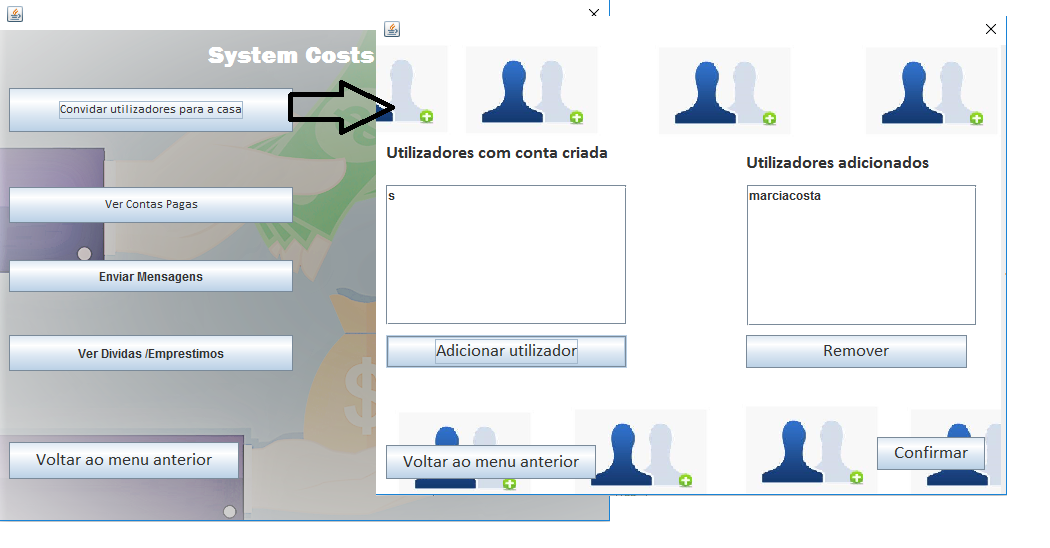 System Costs
Convidar utilizadores para a casa
Ver Contas Pagas
Enviar Mensagens
Ver Dividas /Emprestimos
Voltar ao menu anterior
Utilizadores com conta criada
Utilizadores adicionados
s
marciacosta
Adicionar utilizador
Remover
Voltar ao menu anterior
Confirmar